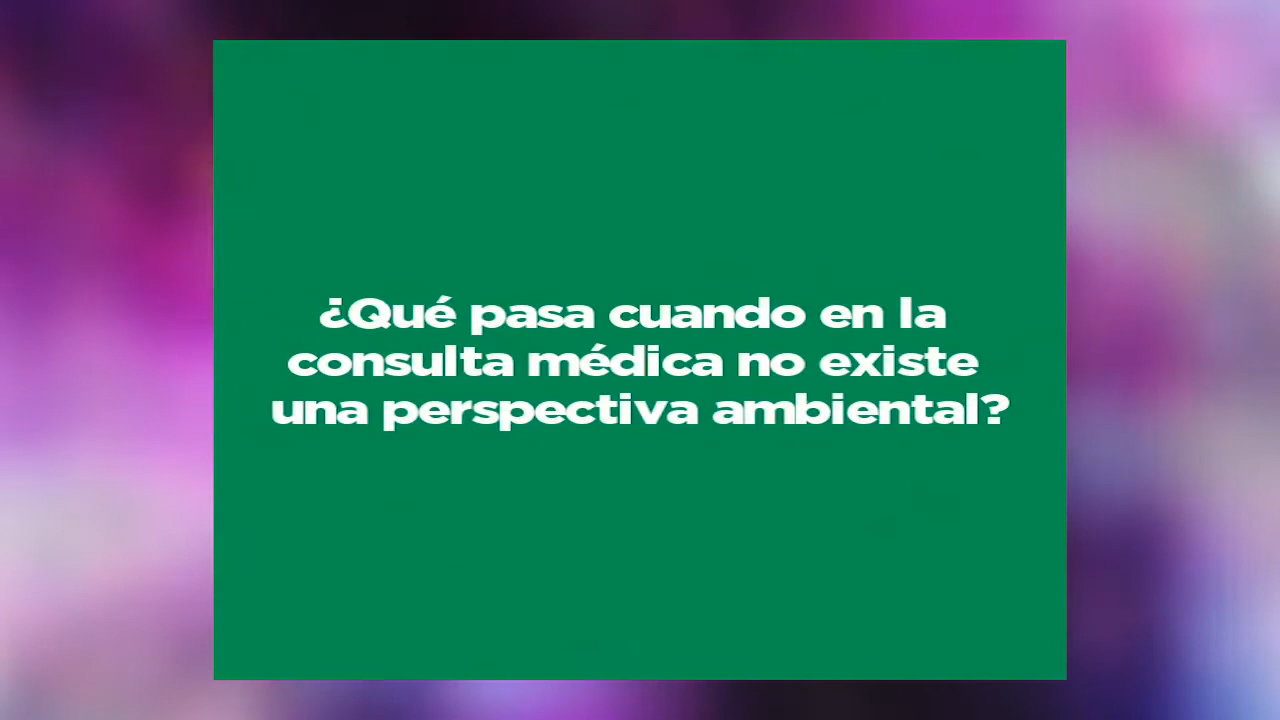 ¿Qué pasa cuando en la
consulta médica no existe
una perspectiva ambiental?